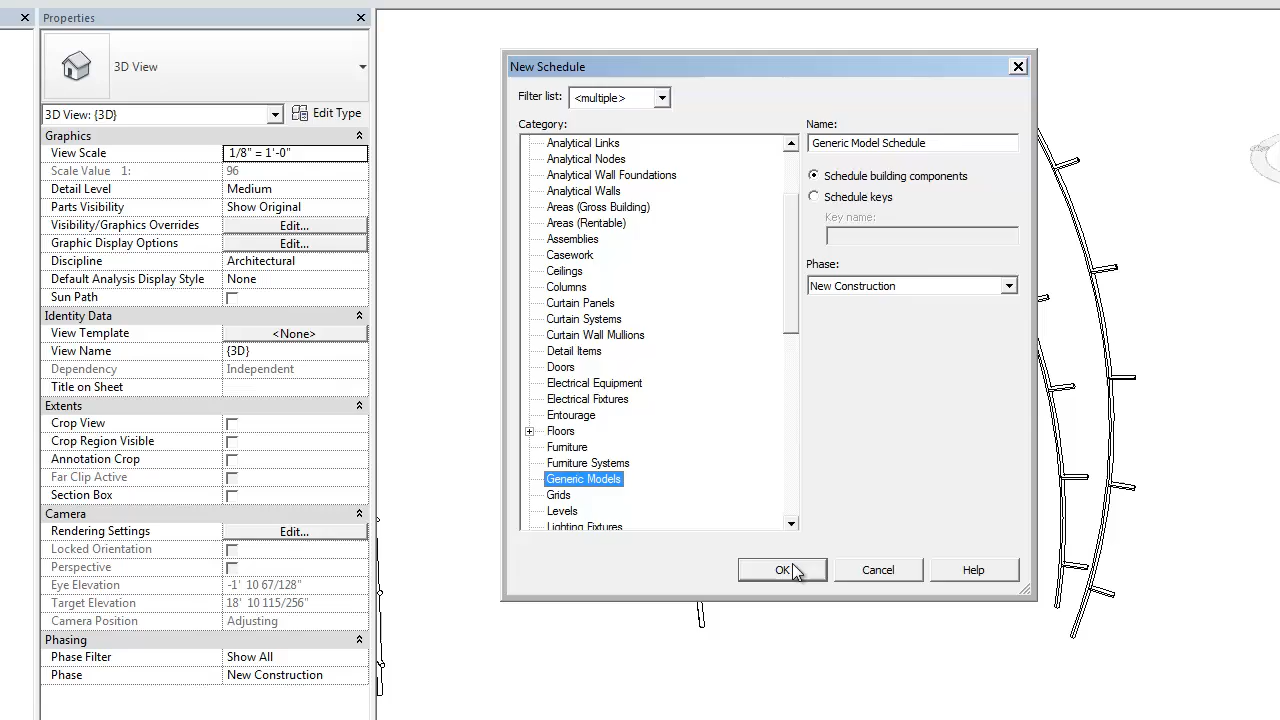 Properties
3D View
3D View: {3D}
Edit Type
Graphics
View Scale 1/8" = 1'-0"
Scale Value 1: 96
Detail Level Medium
Parts Visibility Show Original
Visibility/Graphics Overrides Edit...
Graphic Display Options Edit...
Discipline Architectural
Default Analysis Display Style None
Sun Path
Identity Data
View Template <None>
View Name {3D}
Dependency Independent
Title on Sheet
Extents
Crop View
Crop Region Visible
Annotation Crop
Far Clip Active
Section Box
Camera
Rendering Settings Edit...
Locked Orientation
Perspective
Eye Elevation -1' 10 67/128"
Target Elevation 18' 10 115/256"
Camera Position Adjusting
Phasing
Phase Filter Show All
Phase New Construction
New Schedule
Filter list: <multiple>
Category:
Analytical Links
Analytical Nodes
Analytical Wall Foundations
Analytical Walls
Areas (Gross Building)
Areas (Rentable)
Assemblies
Casework
Ceilings
Columns
Curtain Panels
Curtain Systems
Curtain Wall Mullions
Detail Items
Doors
Electrical Equipment
Electrical Fixtures
Entourage
Floors
Furniture
Furniture Systems
Generic Models
Grids
Levels
Lighting Fixtures
Name:
Generic Model Schedule
Schedule building components
Schedule keys
Key name:
Phase:
New Construction
OK
Cancel
Help